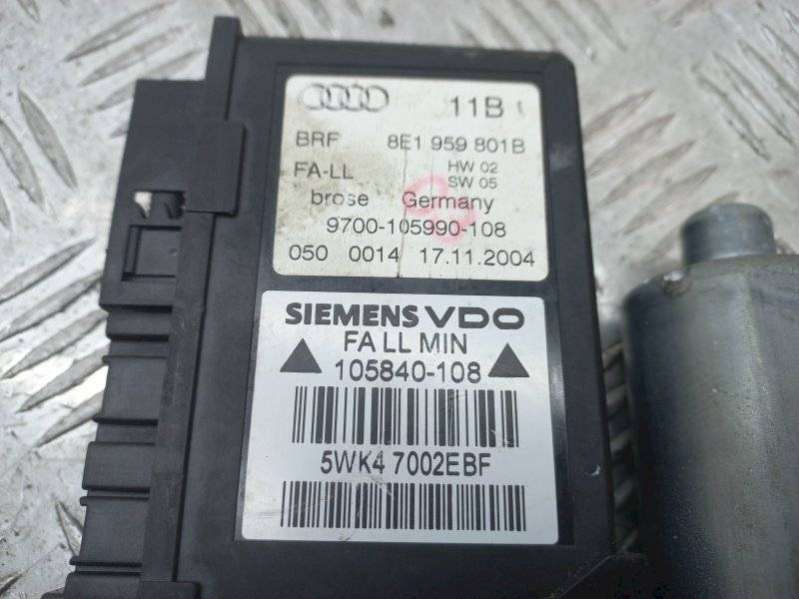 11B
BRF 8E1 959 801B
FA-LL HW 02
SW 05
brose Germany
9700-105990-108
050 0014 17.11.2004
SIEMENS VDO
FA LL MIN
105840-108
5WK4 7002EBF